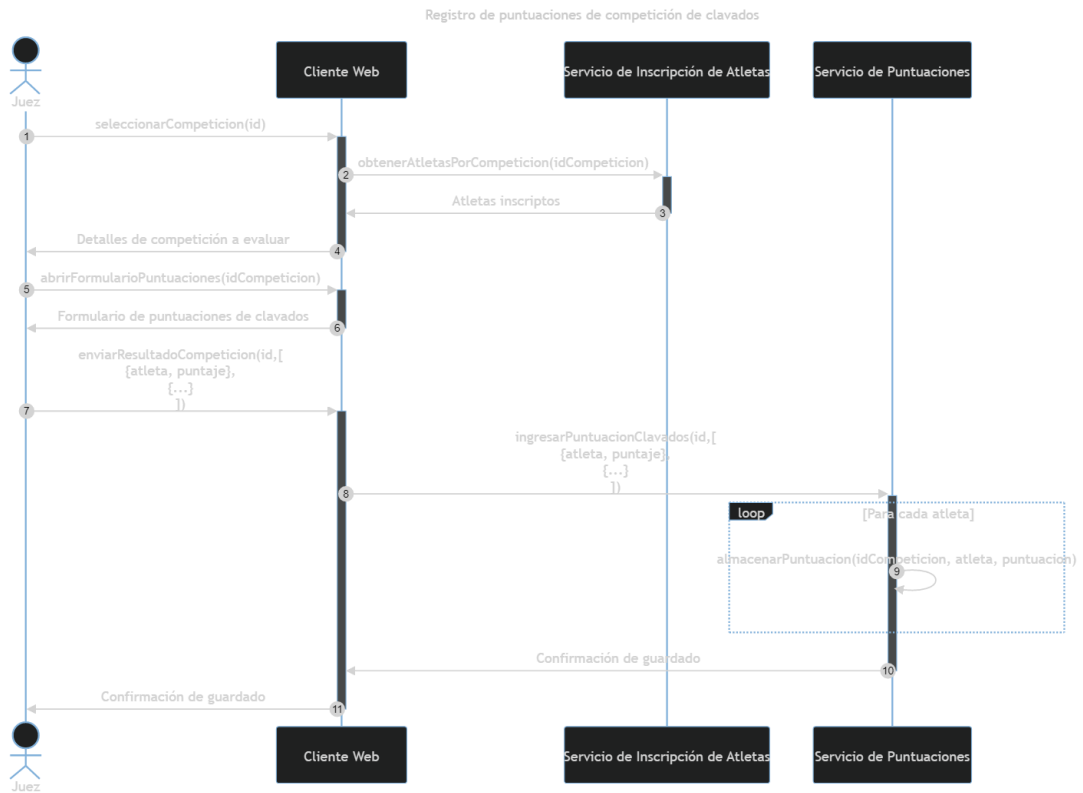 Registro de puntuaciones de competición de clavados
Juez
Cliente Web
Servicio de Inscripción de Atletas
Servicio de Puntuaciones
1
seleccionarCompeticion(id)
2
obtenerAtletasPorCompeticion(idCompeticion)
Atletas inscriptos
3
Detalles de competición a evaluar
4
5
abrirFormularioPuntuaciones(idCompeticion)
Formulario de puntuaciones de clavados
6
enviarResultadoCompeticion(id,[
{atleta, puntaje},
{...}
])
7
ingresarPuntuacionClavados(id,[
{atleta, puntaje},
{...}
])
8
loop
[Para cada atleta]
almacenarPuntuacion(idCompeticion, atleta, puntuacion)
9
Confirmación de guardado
10
Confirmación de guardado
11
Juez
Cliente Web
Servicio de Inscripción de Atletas
Servicio de Puntuaciones